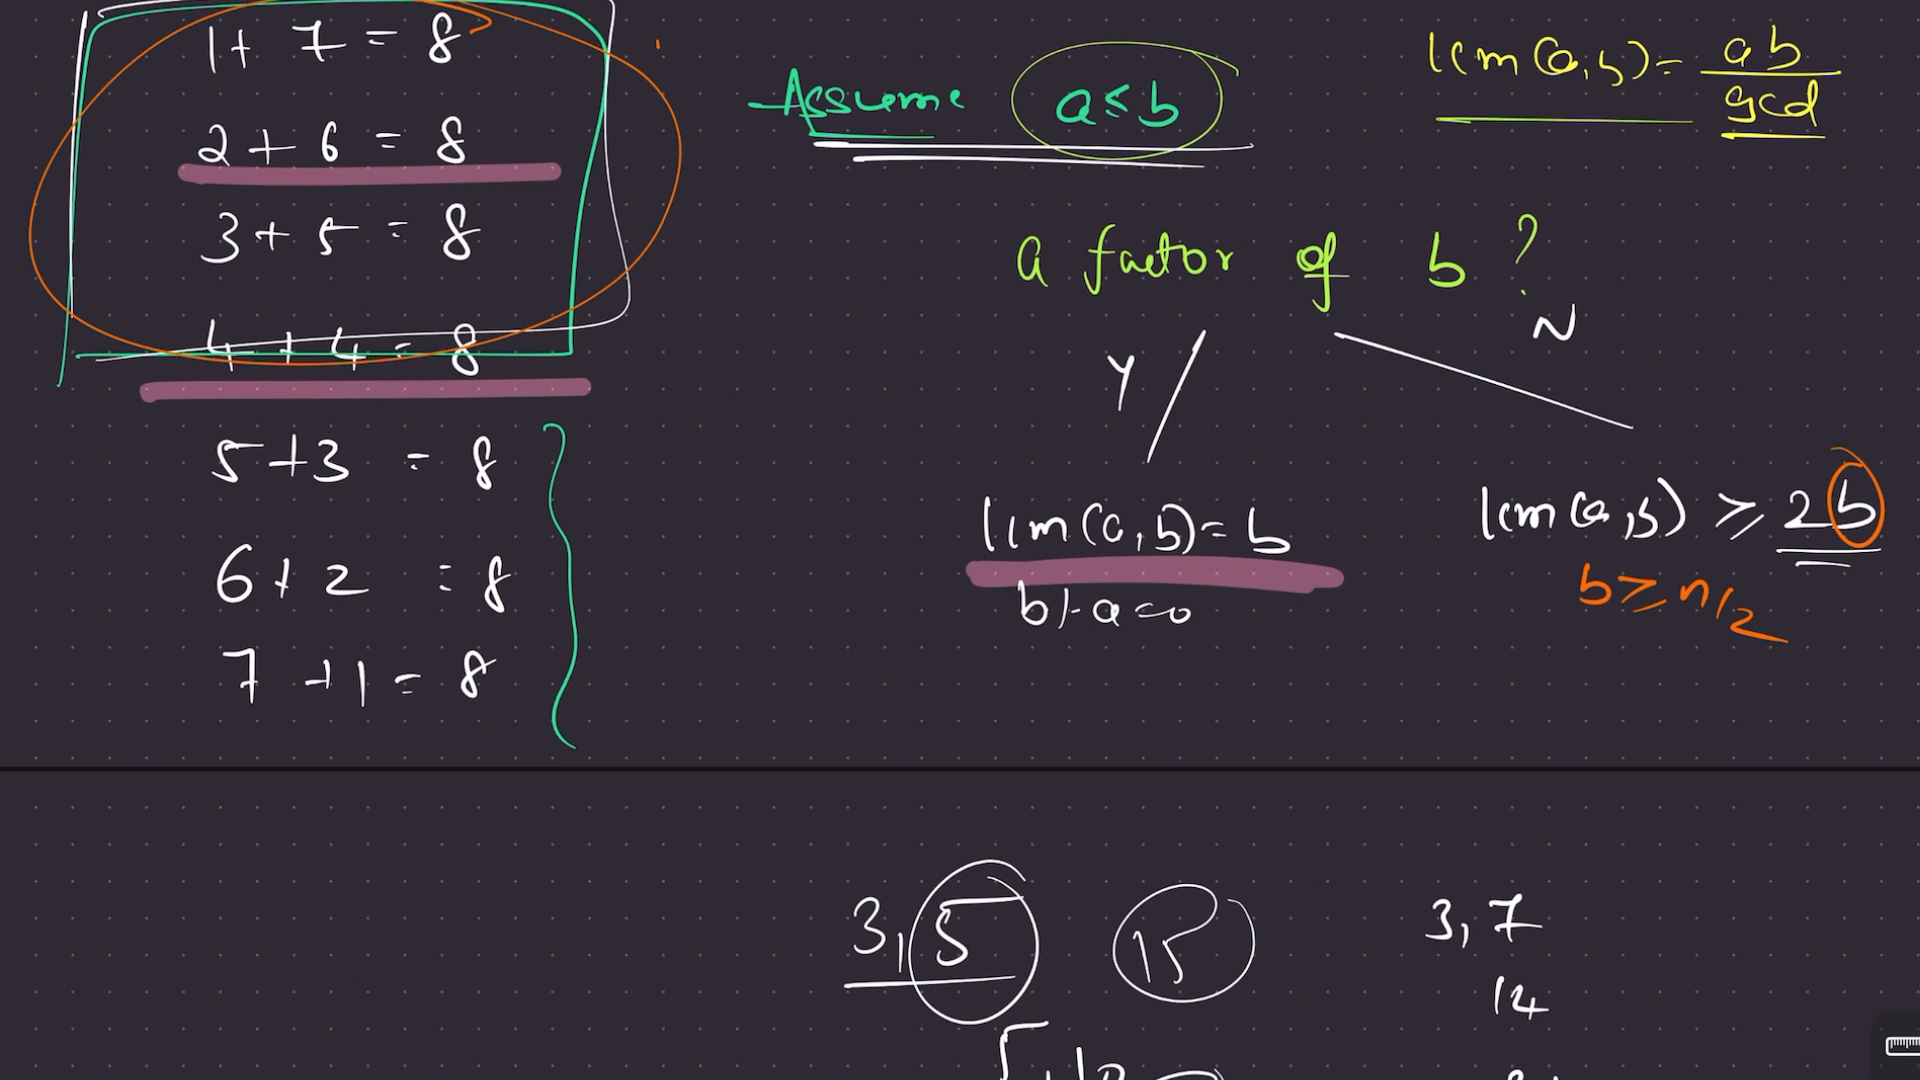 1 + 7 = 8
2 + 6 = 8
3 + 5 = 8
4 + 4 = 8
5 + 3 = 8
6 + 2 = 8
7 + 1 = 8
Assume a ≤ b
lcm(a,b) = ab/gcd
a factor of b?
Y
N
lcm(a,b) = b
b % a = 0
lcm(a,b) ≥ 2b
b ≥ n/2
3, 5
15
3, 7
14